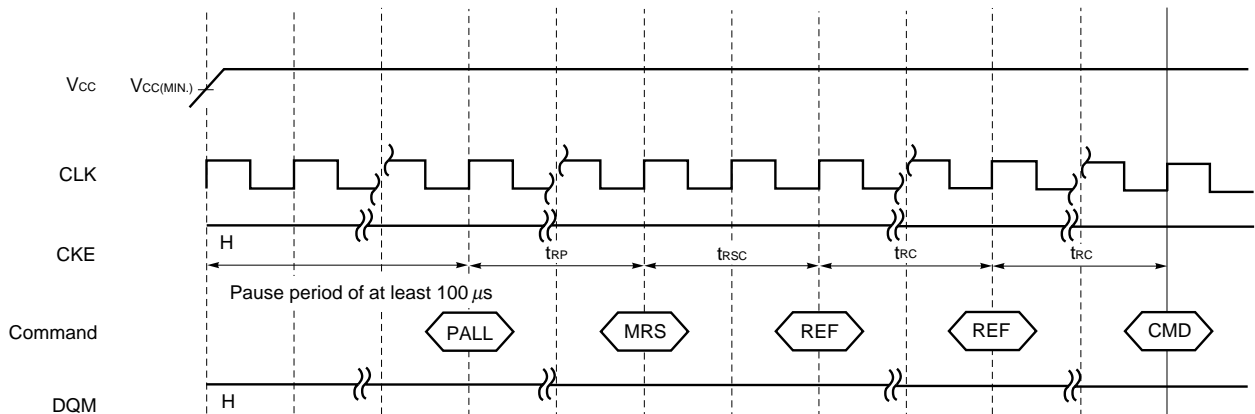 VCC VCC(MIN.)
CLK
CKE H
tRP tRSC tRC tRC
Pause period of at least 100 μs
Command PALL MRS REF REF CMD
DQM H